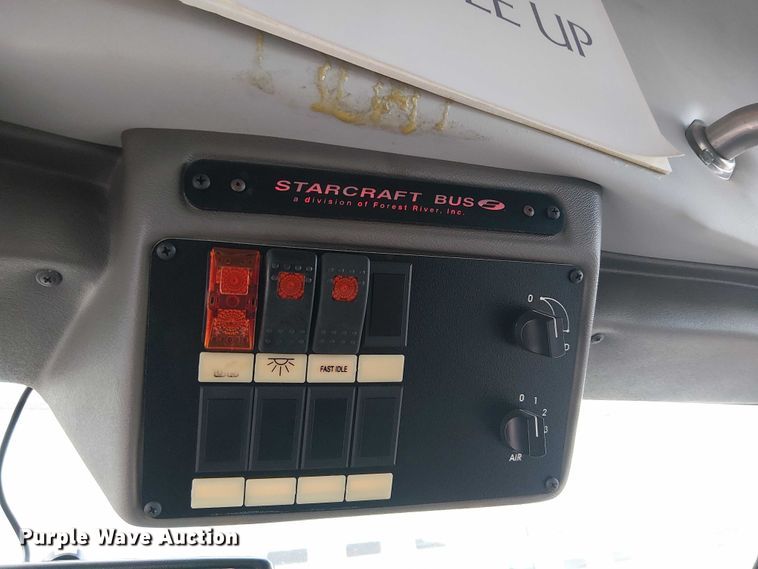 LE UP
STARCRAFT BUS
a division of Forest River, Inc.
FAST IDLE
0
0 1 2 3
AIR
Purple Wave Auction